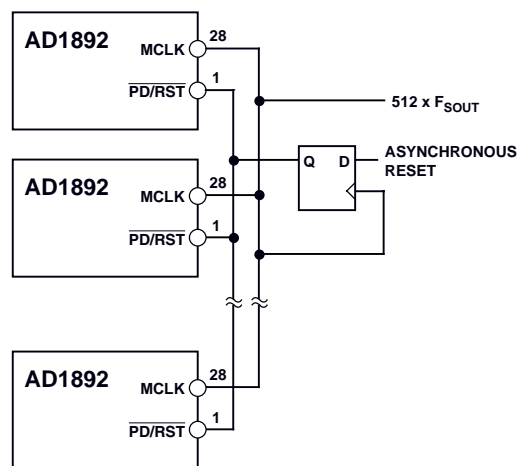 AD1892
MCLK
28
PD/RST
1
512 x FSOUT
Q D
ASYNCHRONOUS
RESET
AD1892
MCLK
28
PD/RST
1
AD1892
MCLK
28
PD/RST
1